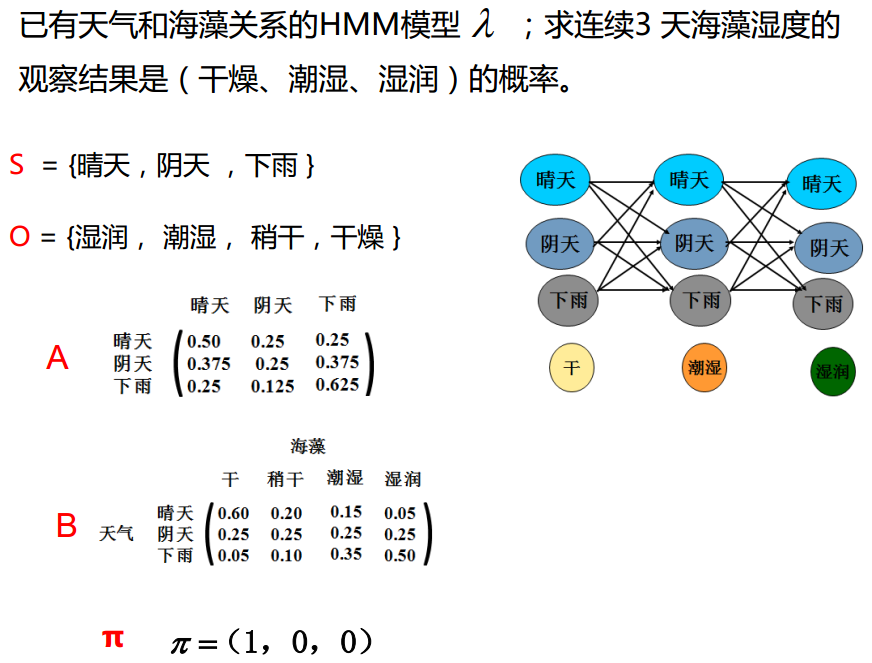 已有天气和海藻关系的HMM模型 λ ；求连续3 天海藻湿度的
观察结果是（干燥、潮湿、湿润）的概率。
S = {晴天，阴天 ，下雨 }
O = {湿润， 潮湿， 稍干，干燥 }
晴天 阴天 下雨
A
晴天 0.50 0.25 0.25
阴天 0.375 0.25 0.375
下雨 0.25 0.125 0.625
海藻
干 稍干 潮湿 湿润
B
天气
晴天 0.60 0.20 0.15 0.05
阴天 0.25 0.25 0.25 0.25
下雨 0.05 0.10 0.35 0.50
π π =（1，0，0）
晴天 晴天 晴天
阴天 阴天 阴天
下雨 下雨 下雨
干 潮湿 湿润